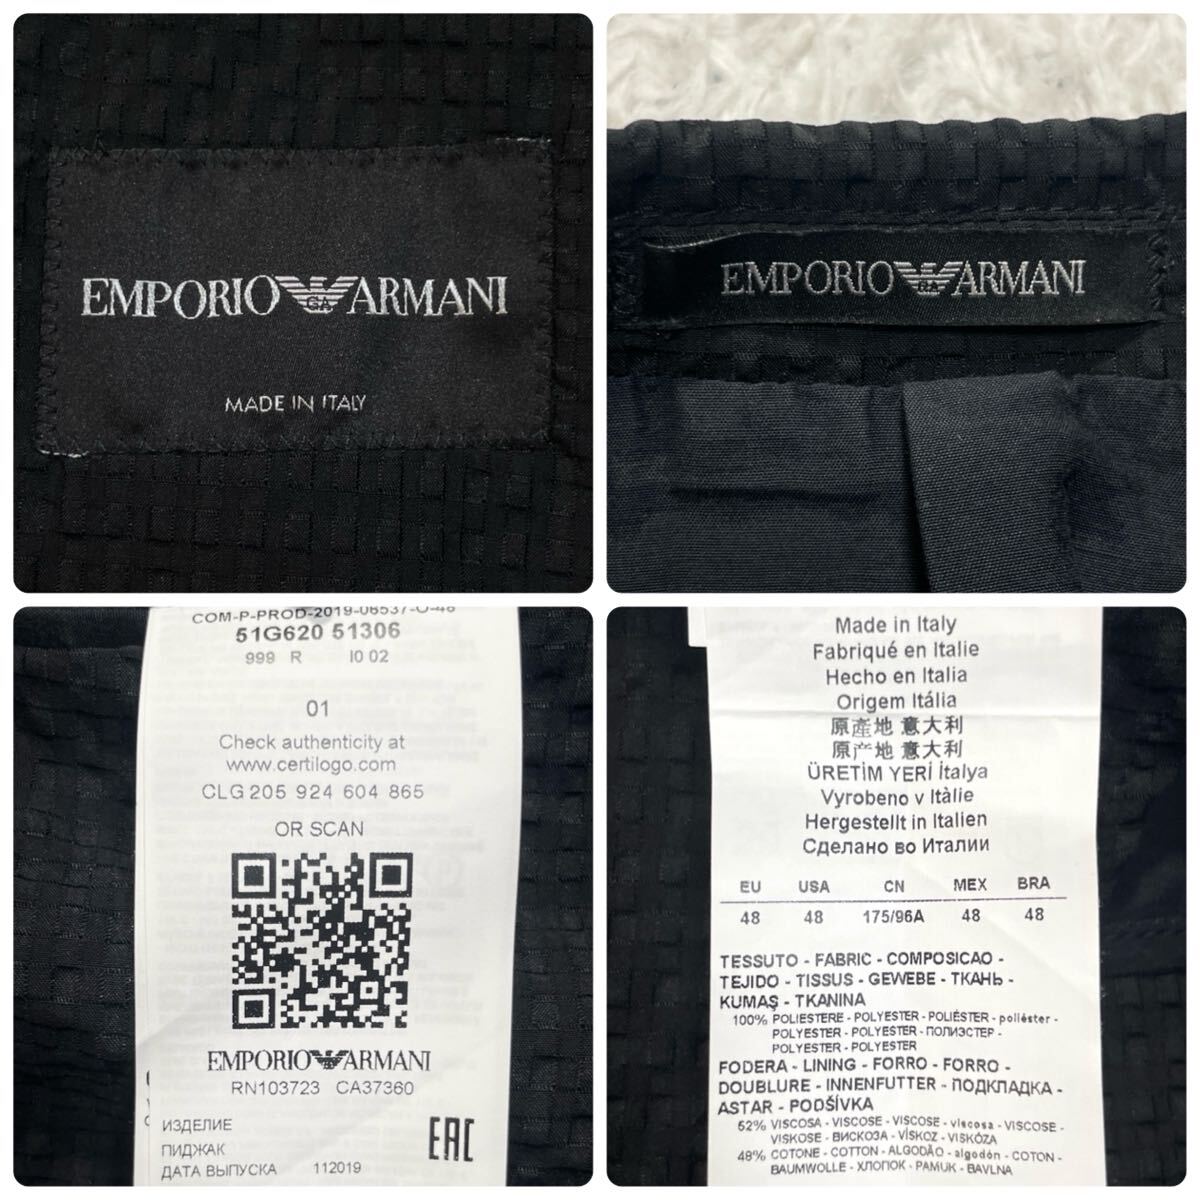 EMPORIO GA ARMANI
MADE IN ITALY
EMPORIO GA ARMANI
COM-P-PROD-2019-06537-O-48
51G620 51306
999 R I0 02
01
Check authenticity at
www.certilogo.com
CLG 205 924 604 865
OR SCAN
EMPORIO ARMANI
RN103723 CA37360
ИЗДЕЛИЕ
ПИДЖАК
ДАТА ВЫПУСКА 112019
EAC
Made in Italy
Fabriqué en Italie
Hecho en Italia
Origem Itália
原產地 意大利
原产地 意大利
ÜRETİM YERİ İtalya
Vyrobeno v Itàlie
Hergestellt in Italien
Сделано во Италии
EU USA CN MEX BRA
48 48 175/96A 48 48
TESSUTO - FABRIC - COMPOSICAO -
TEJIDO - TISSUS - GEWEBE - ТКАНЬ -
KUMAŞ - TKANINA
100% POLIESTERE - POLYESTER - POLIÉSTER - poliéster -
POLYESTER - POLYESTER - ПОЛИЭСТЕР -
POLYESTER - POLYESTER
FODERA - LINING - FORRO - FORRO -
DOUBLURE - INNENFUTTER - ПОДКЛАДКА -
ASTAR - PODŠÍVKA
52% VISCOSA - VISCOSE - VISCOSE - viscosa - VISCOSE -
VISKOSE - ВИСКОЗА - VİSKOZ - VISKÓZA
48% COTONE - COTTON - ALGODÃO - algodón - COTON -
BAUMWOLLE - ХЛОПОК - PAMUK - BAVLNA